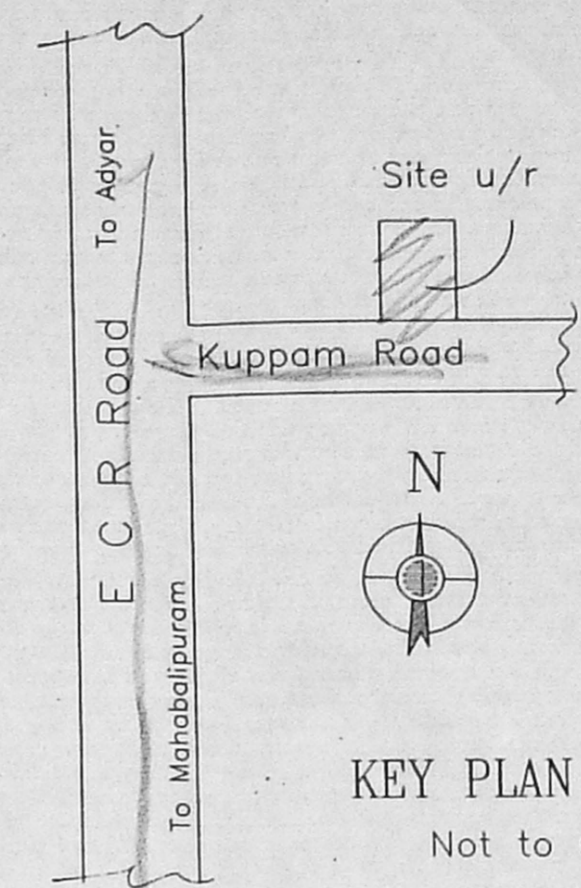 To Adyar
Site u/r
Kuppam Road
E C R Road
N
To Mahabalipuram
KEY PLAN
Not to